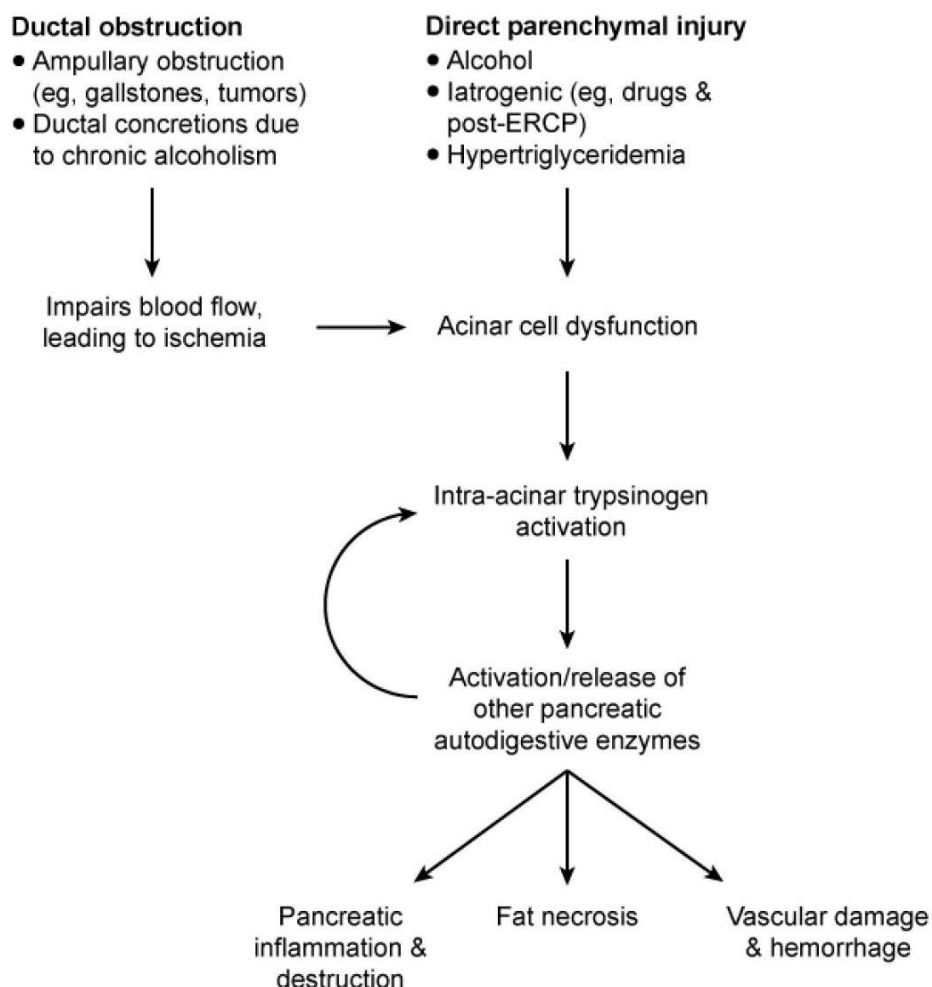 Ductal obstruction
• Ampullary obstruction
(eg, gallstones, tumors)
• Ductal concretions due
to chronic alcoholism
Direct parenchymal injury
• Alcohol
• Iatrogenic (eg, drugs &
post-ERCP)
• Hypertriglyceridemia
Impairs blood flow,
leading to ischemia
Acinar cell dysfunction
Intra-acinar trypsinogen
activation
Activation/release of
other pancreatic
autodigestive enzymes
Pancreatic
inflammation &
destruction
Fat necrosis
Vascular damage
& hemorrhage